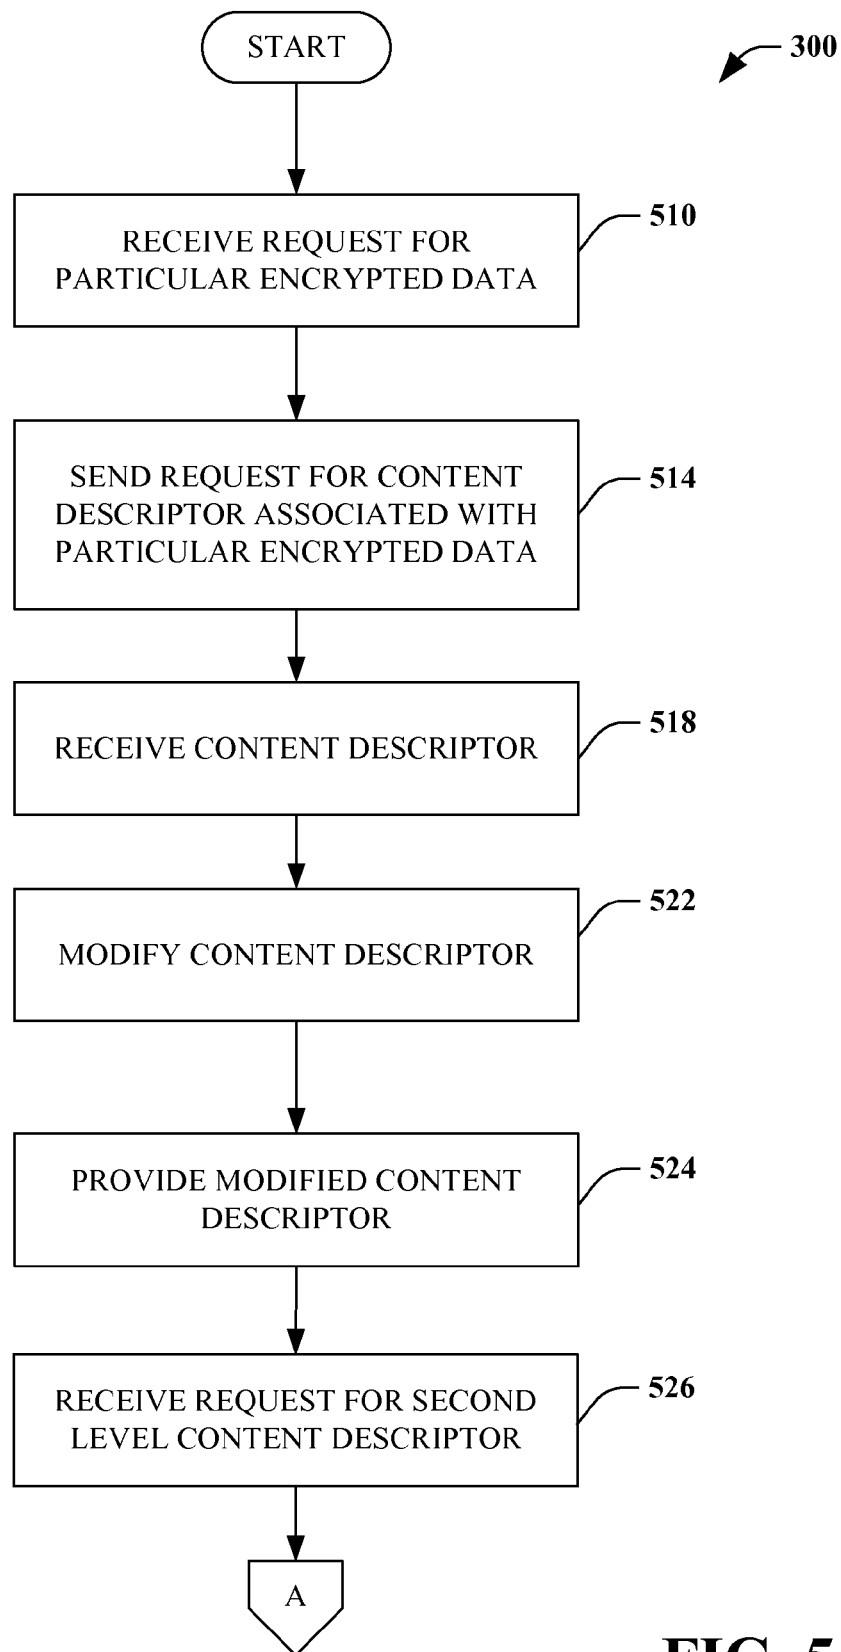 START
300
RECEIVE REQUEST FOR
PARTICULAR ENCRYPTED DATA
510
SEND REQUEST FOR CONTENT
DESCRIPTOR ASSOCIATED WITH
PARTICULAR ENCRYPTED DATA
514
RECEIVE CONTENT DESCRIPTOR
518
MODIFY CONTENT DESCRIPTOR
522
PROVIDE MODIFIED CONTENT
DESCRIPTOR
524
RECEIVE REQUEST FOR SECOND
LEVEL CONTENT DESCRIPTOR
526
A
FIG. 5